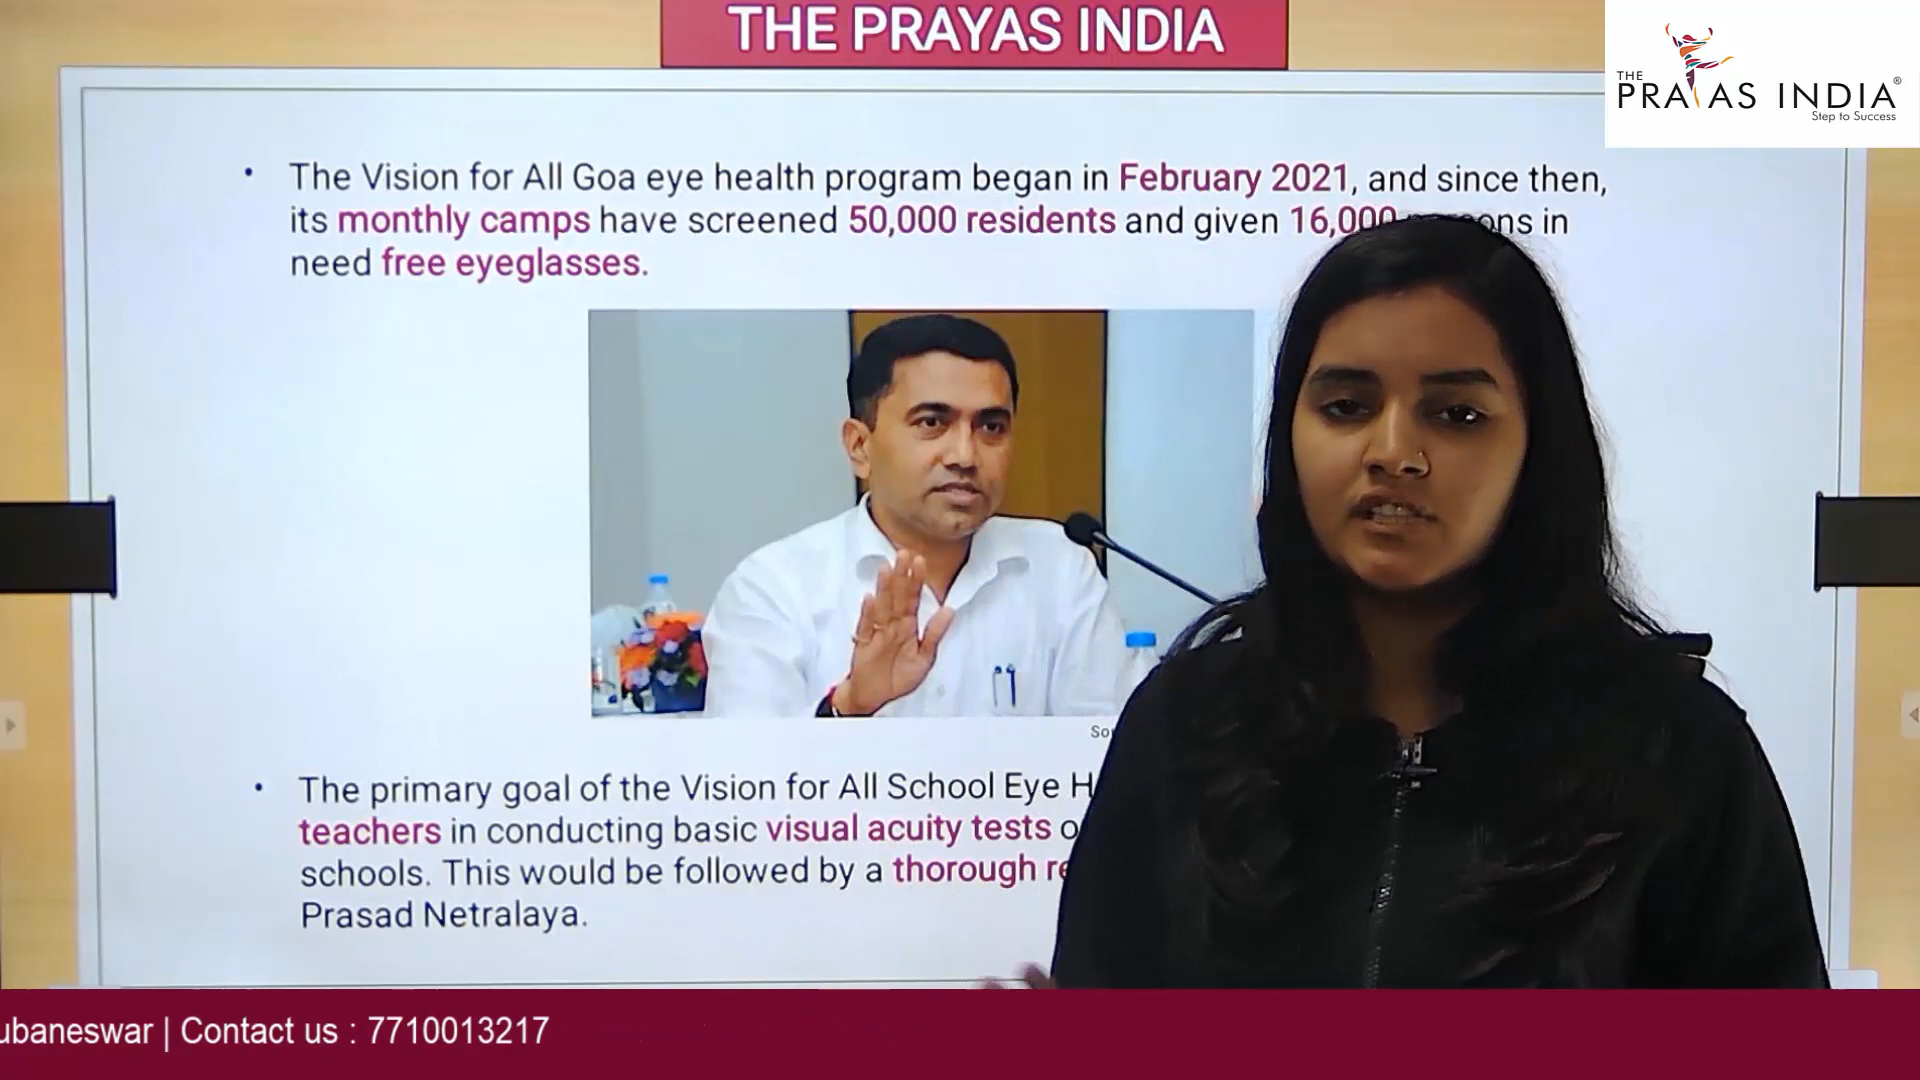 THE PRAYAS INDIA
THE
PRAYAS INDIA®
Step to Success
• The Vision for All Goa eye health program began in February 2021, and since then,
its monthly camps have screened 50,000 residents and given 16,000 in
need free eyeglasses.
• The primary goal of the Vision for All School Eye
teachers in conducting basic visual acuity tests
schools. This would be followed by a thorough
Prasad Netralaya.
ubaneswar | Contact us : 7710013217